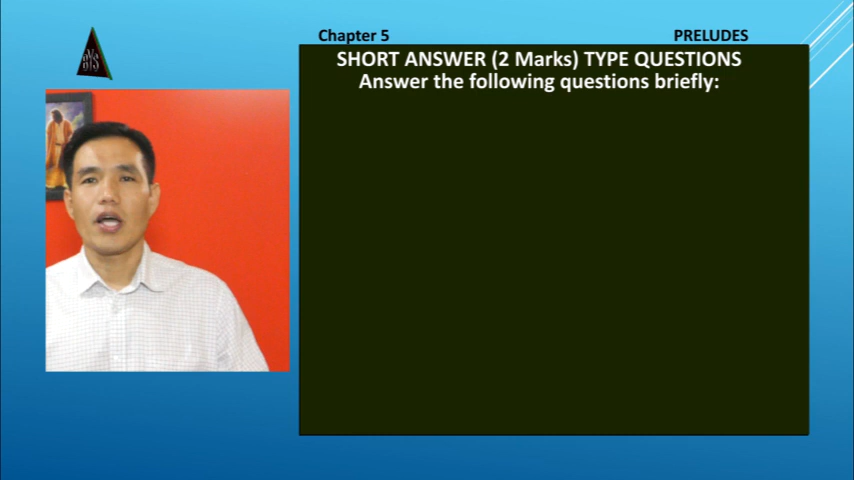 Chapter 5 PRELUDES
SHORT ANSWER (2 Marks) TYPE QUESTIONS
Answer the following questions briefly: